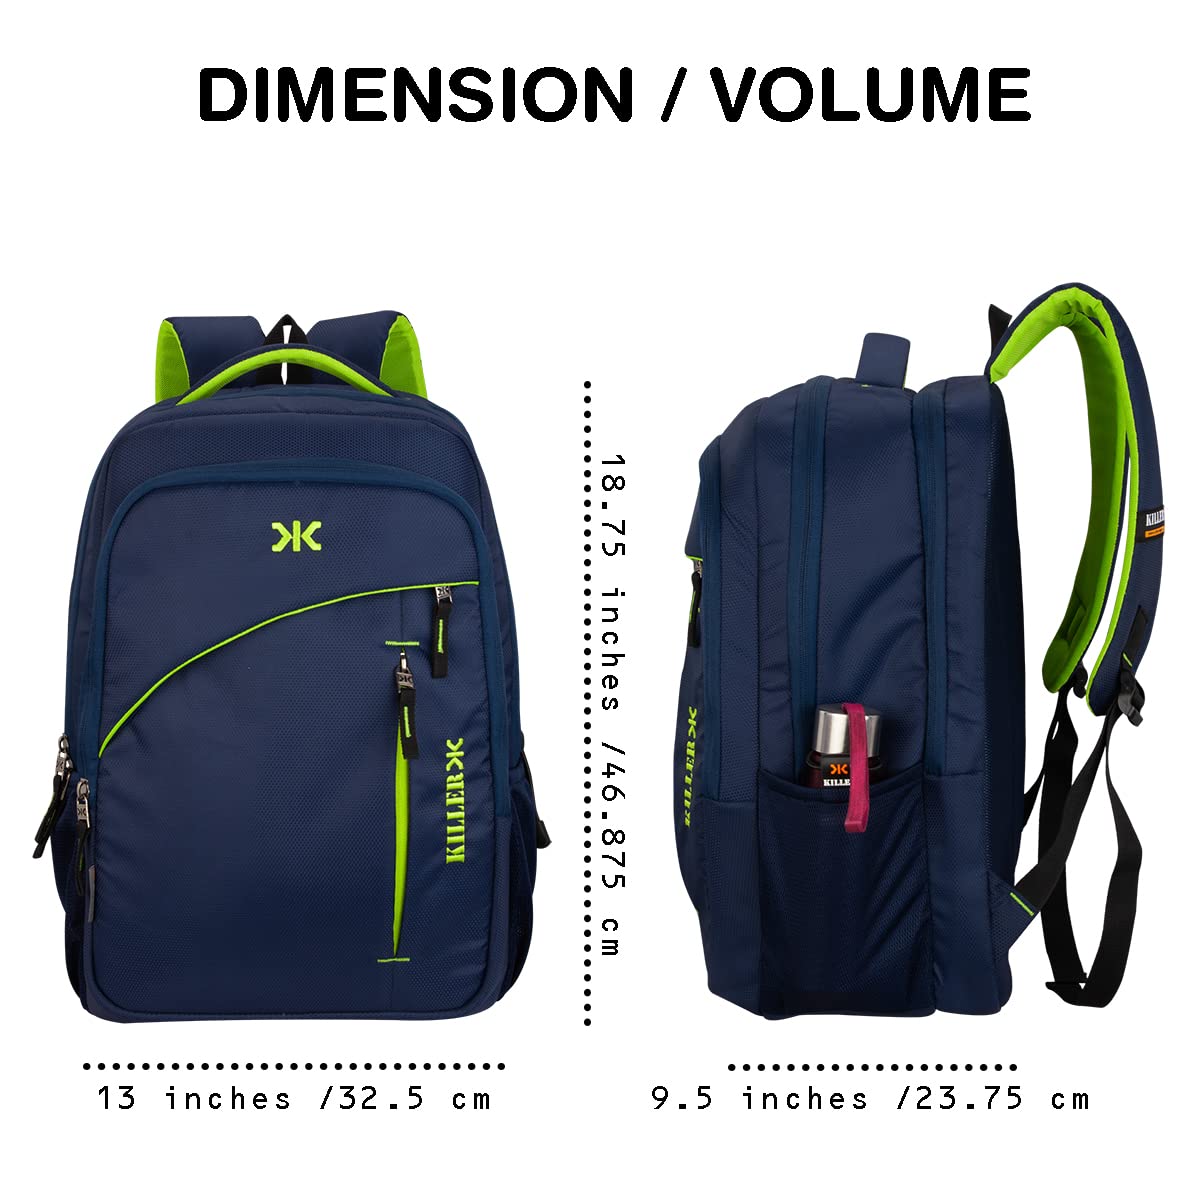 DIMENSION / VOLUME
KILLER
18.75 inches /46.875 cm
KILLER
KILLER
KILLER
13 inches /32.5 cm
9.5 inches /23.75 cm